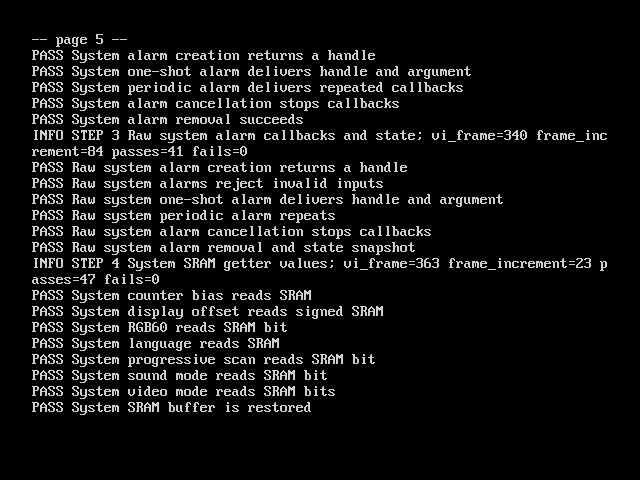 -- page 5 --
PASS System alarm creation returns a handle
PASS System one-shot alarm delivers handle and argument
PASS System periodic alarm delivers repeated callbacks
PASS System alarm cancellation stops callbacks
PASS System alarm removal succeeds
INFO STEP 3 Raw system alarm callbacks and state; vi_frame=340 frame_inc
rement=84 passes=41 fails=0
PASS Raw system alarm creation returns a handle
PASS Raw system alarms reject invalid inputs
PASS Raw system one-shot alarm delivers handle and argument
PASS Raw system periodic alarm repeats
PASS Raw system alarm cancellation stops callbacks
PASS Raw system alarm removal and state snapshot
INFO STEP 4 System SRAM getter values; vi_frame=363 frame_increment=23 p
asses=47 fails=0
PASS System counter bias reads SRAM
PASS System display offset reads signed SRAM
PASS System RGB60 reads SRAM bit
PASS System language reads SRAM
PASS System progressive scan reads SRAM bit
PASS System sound mode reads SRAM bit
PASS System video mode reads SRAM bits
PASS System SRAM buffer is restored